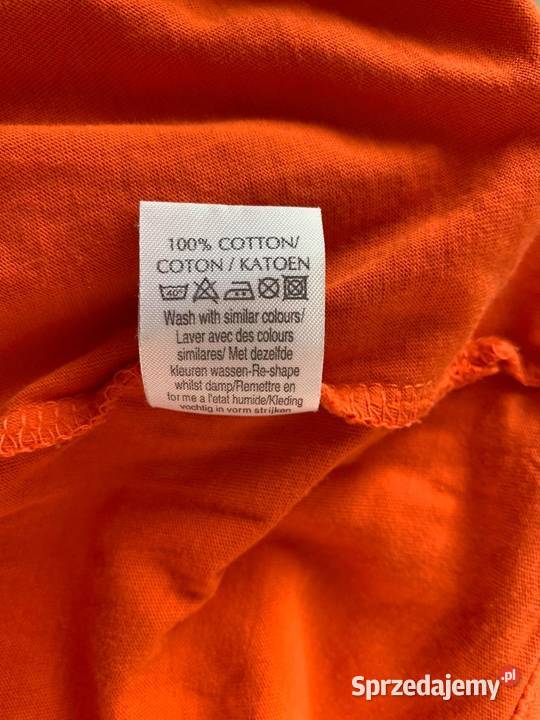 100% COTTON/
COTON / KATOEN
40°
Wash with similar colours/
Laver avec des colours
similares/ Met dezelfde
kleuren wassen-Re-shape
whilst damp/Remettre en
for me a l'etat humide/Kleding
vochtig in vorm strijken
Sprzedajemy.pl